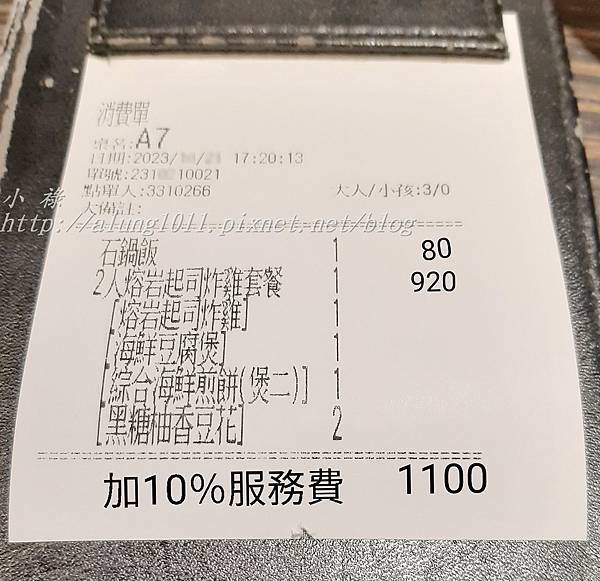 消費單
桌名:A7
日期:2023/ /21 17:20:13
單號:231 210021
點單人:3310266 大人/小孩:3/0
大備註:
小祿
http://alung1011.pixnet.net/blog
石鍋飯 1 80
2人熔岩起司炸雞套餐 1 920
[熔岩起司炸雞] 1
[海鮮豆腐煲] 1
[綜合海鮮煎餅(煲二)] 1
[黑糖柚香豆花] 2
加10%服務費 1100